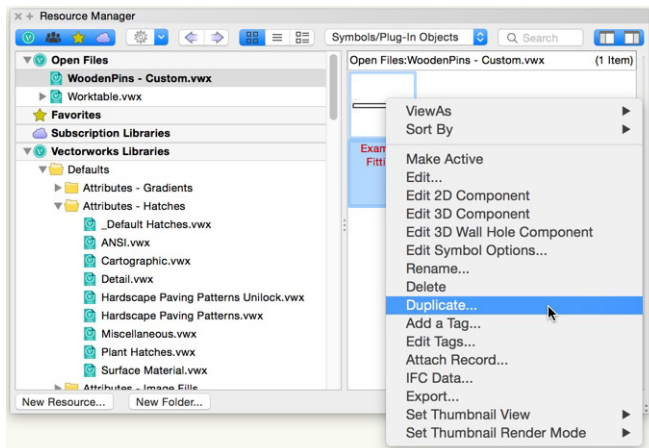 Resource Manager
Symbols/Plug-In Objects
Search
Open Files
WoodenPins - Custom.vwx
Worktable.vwx
Favorites
Subscription Libraries
Vectorworks Libraries
Defaults
Attributes - Gradients
Attributes - Hatches
_Default Hatches.vwx
ANSI.vwx
Cartographic.vwx
Detail.vwx
Hardscape Paving Patterns Unilock.vwx
Hardscape Paving Patterns.vwx
Miscellaneous.vwx
Plant Hatches.vwx
Surface Material.vwx
Attributes - Image Fills
New Resource...
New Folder...
Open Files:WoodenPins - Custom.vwx (1 Item)
Exam
Fitti
ViewAs
Sort By
Make Active
Edit...
Edit 2D Component
Edit 3D Component
Edit 3D Wall Hole Component
Edit Symbol Options...
Rename...
Delete
Duplicate...
Add a Tag...
Edit Tags...
Attach Record...
IFC Data...
Export...
Set Thumbnail View
Set Thumbnail Render Mode